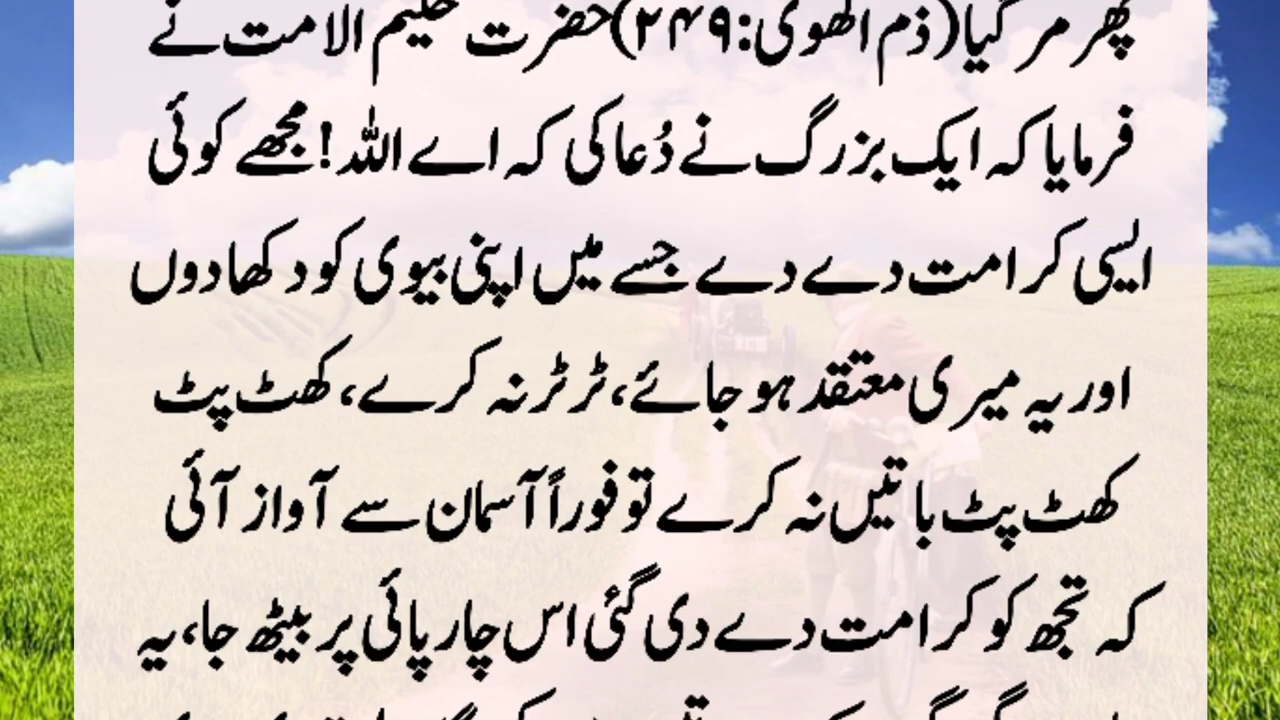 پھر مر گیا(ذم الھوی:۲۴۹)حضرت حکیم الامت نے
فرمایا کہ ایک بزرگ نے دُعا کی کہ اے اللہ!مجھے کوئی
ایسی کرامت دے دے جسے میں اپنی بیوی کو دکھا دوں
اور یہ میری معتقد ہو جائے،ٹرٹر نہ کرے، کھٹ پٹ
کھٹ پٹ باتیں نہ کرے تو فوراً آسمان سے آواز آئی
کہ تجھ کو کرامت دے دی گئی اس چارپائی پر بیٹھ جا،یہ